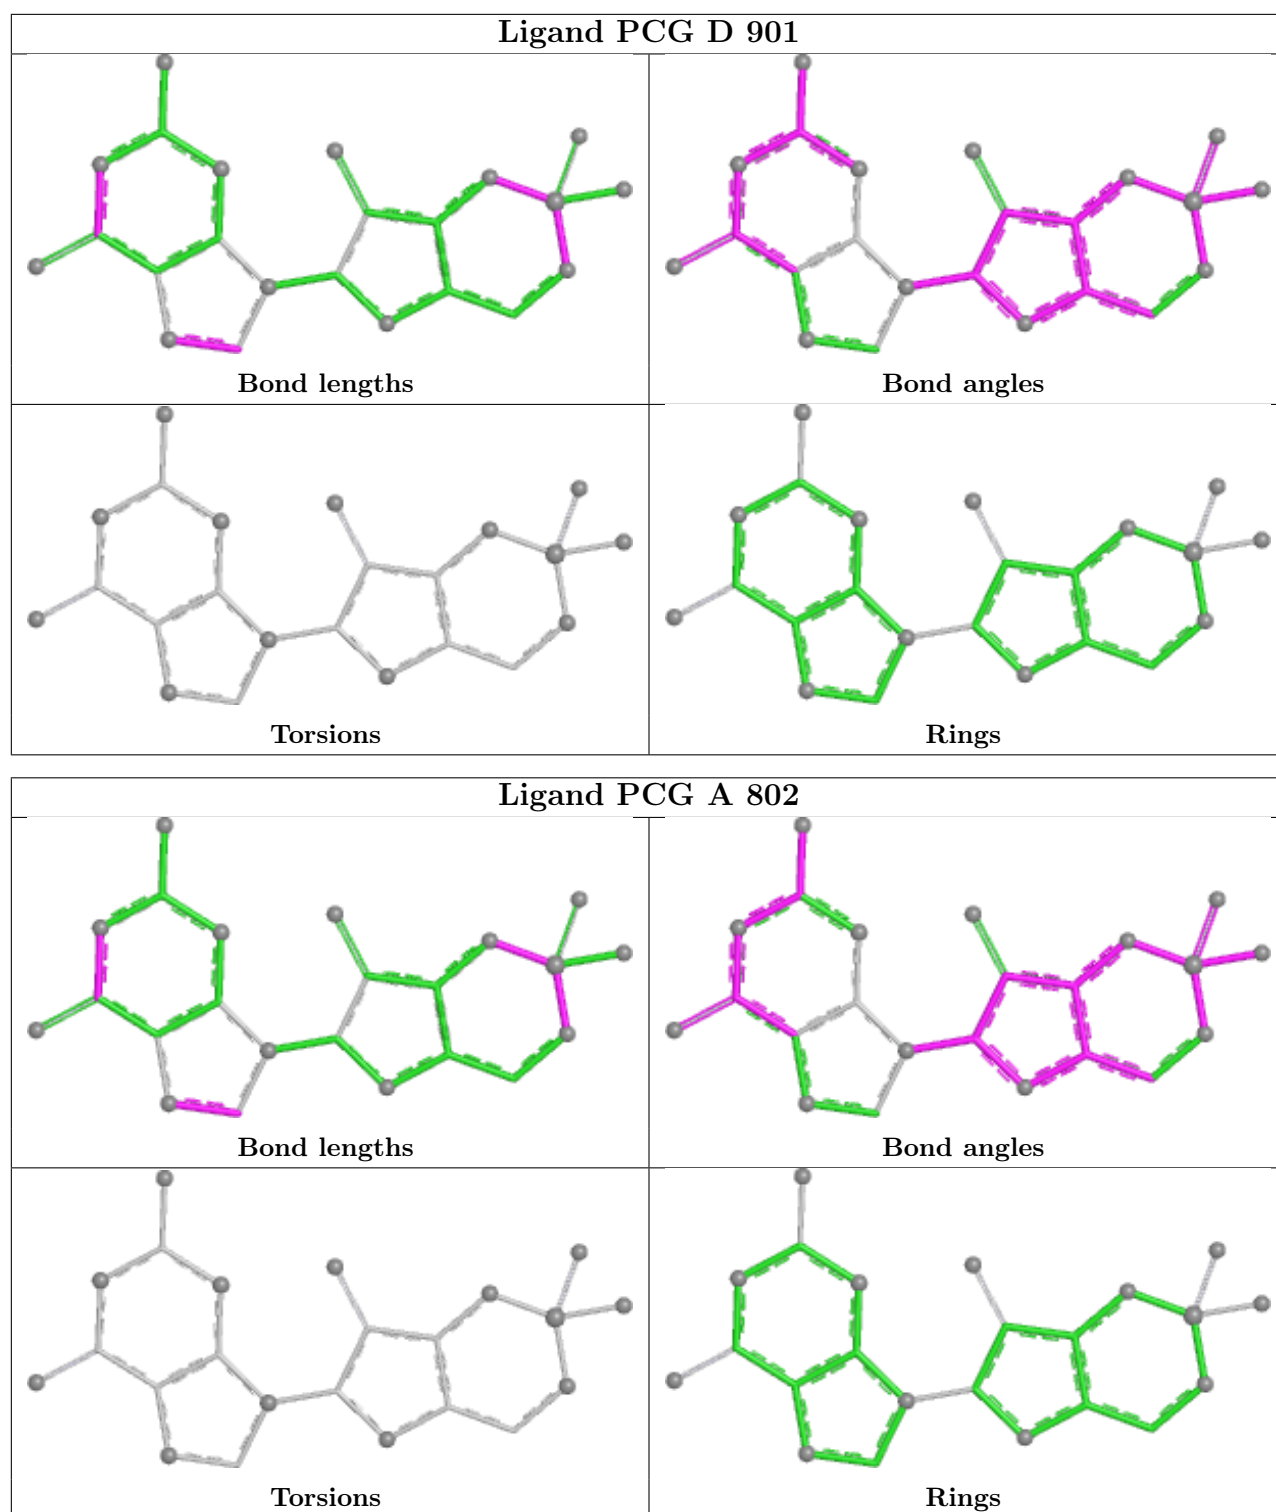 Ligand PCG D 901
Bond lengths
Bond angles
Torsions
Rings
Ligand PCG A 802
Bond lengths
Bond angles
Torsions
Rings